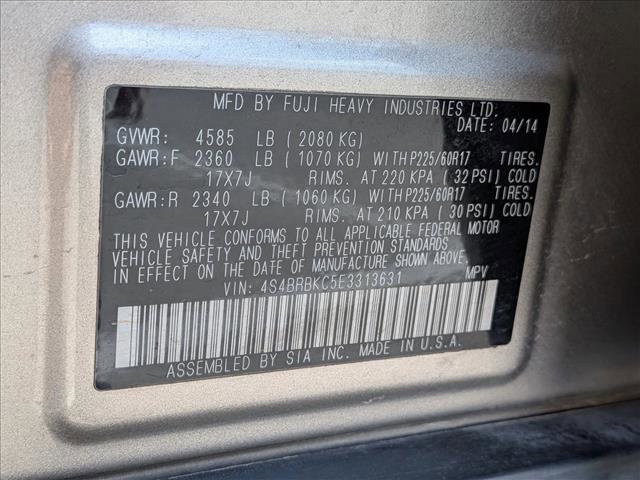 MFD BY FUJI HEAVY INDUSTRIES LTD.
DATE: 04/14
GVWR: 4585 LB ( 2080 KG)
GAWR:F 2360 LB ( 1070 KG) WITHP225/60R17 TIRES.
17X7J RIMS. AT 220 KPA ( 32 PSI) COLD
GAWR:R 2340 LB ( 1060 KG) WITHP225/60R17 TIRES.
17X7J RIMS. AT 210 KPA ( 30 PSI) COLD
THIS VEHICLE CONFORMS TO ALL APPLICABLE FEDERAL MOTOR
VEHICLE SAFETY AND THEFT PREVENTION STANDARDS
IN EFFECT ON THE DATE OF MANUFACTURE SHOWN ABOVE.
VIN: 4S4BRBKC5E3313631 MPV
ASSEMBLED BY SIA INC. MADE IN U.S.A.